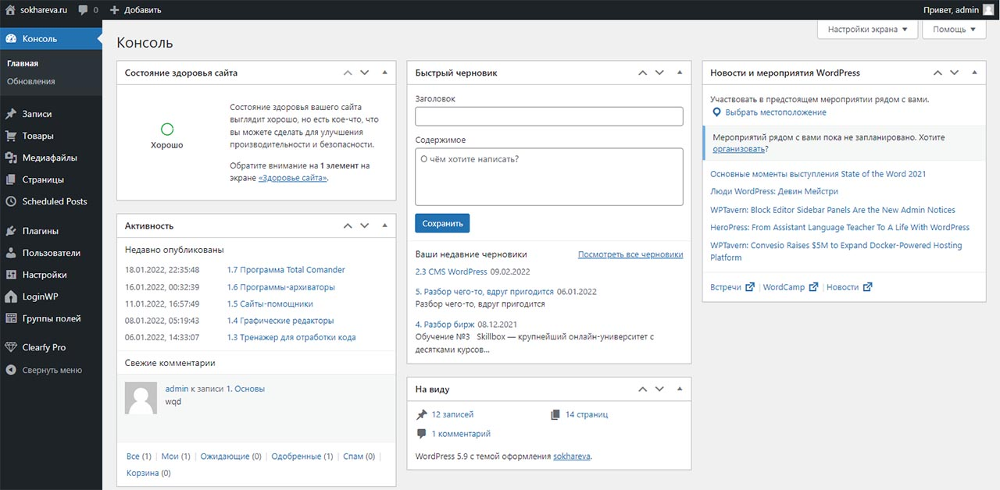 sokhareva.ru
0
Добавить
Привет, admin
Консоль
Главная
Обновления
Записи
Товары
Медиафайлы
Страницы
Scheduled Posts
Плагины
Пользователи
Настройки
LoginWP
Группы полей
Clearfy Pro
Свернуть меню
Настройки экрана
Помощь
Консоль
Состояние здоровья сайта
Хорошо
Состояние здоровья вашего сайта
выглядит хорошо, но есть кое-что, что
вы можете сделать для улучшения
производительности и безопасности.
Обратите внимание на 1 элемент на
экране «Здоровье сайта».
Активность
Недавно опубликованы
18.01.2022, 22:35:48 1.7 Программа Total Comander
16.01.2022, 00:32:39 1.6 Программы-архиваторы
11.01.2022, 16:57:49 1.5 Сайты-помощники
08.01.2022, 05:19:43 1.4 Графические редакторы
06.01.2022, 14:33:07 1.3 Тренажер для отработки кода
Свежие комментарии
admin к записи 1. Основы
wqd
Все (1) | Мои (1) | Ожидающие (0) | Одобренные (1) | Спам (0) |
Корзина (0)
Быстрый черновик
Заголовок
Содержимое
О чём хотите написать?
Сохранить
Ваши недавние черновики Посмотреть все черновики
2.3 CMS WordPress 09.02.2022
5. Разбор чего-то, вдруг пригодится 06.01.2022
Разбор чего-то, вдруг пригодится
4. Разбор бирж 08.12.2021
Обучение №3 Skillbox — крупнейший онлайн-университет с
десятками курсов…
На виду
12 записей 14 страниц
1 комментарий
WordPress 5.9 с темой оформления sokhareva.
Новости и мероприятия WordPress
Участвовать в предстоящем мероприятии рядом с вами.
Выбрать местоположение
Мероприятий рядом с вами пока не запланировано. Хотите
организовать?
Основные моменты выступления State of the Word 2021
Люди WordPress: Девин Мейстри
WPTavern: Block Editor Sidebar Panels Are the New Admin Notices
HeroPress: From Assistant Language Teacher To A Life With WordPress
WPTavern: Convesio Raises $5M to Expand Docker-Powered Hosting
Platform
Встречи | WordCamp | Новости